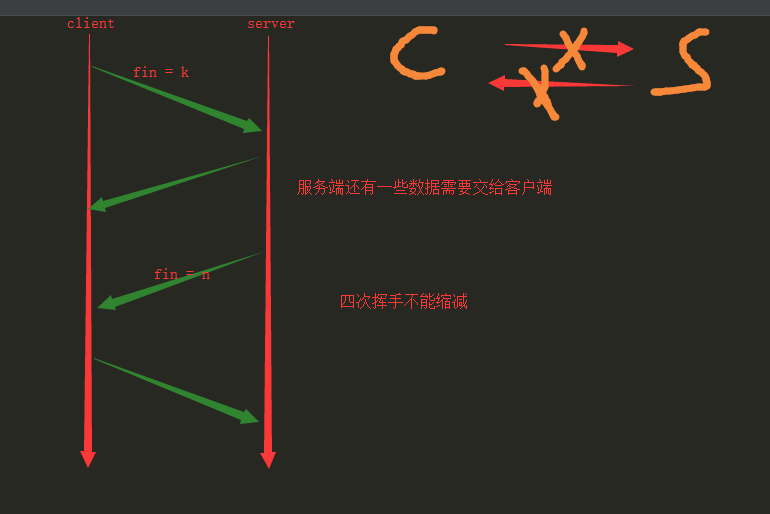 client server
fin = k
C S
服务端还有一些数据需要交给客户端
fin = n
四次挥手不能缩减